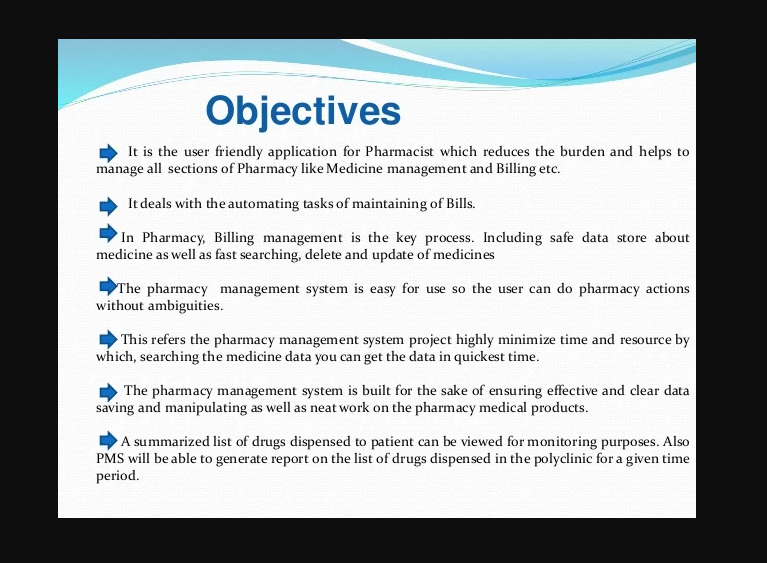 Objectives
It is the user friendly application for Pharmacist which reduces the burden and helps to
manage all sections of Pharmacy like Medicine management and Billing etc.
It deals with the automating tasks of maintaining of Bills.
In Pharmacy, Billing management is the key process. Including safe data store about
medicine as well as fast searching, delete and update of medicines
The pharmacy management system is easy for use so the user can do pharmacy actions
without ambiguities.
This refers the pharmacy management system project highly minimize time and resource by
which, searching the medicine data you can get the data in quickest time.
The pharmacy management system is built for the sake of ensuring effective and clear data
saving and manipulating as well as neat work on the pharmacy medical products.
A summarized list of drugs dispensed to patient can be viewed for monitoring purposes. Also
PMS will be able to generate report on the list of drugs dispensed in the polyclinic for a given time
period.